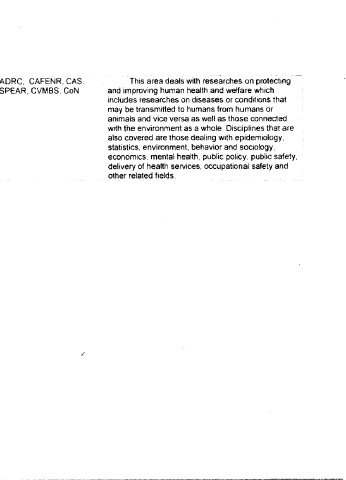 ADRC, CAFENR, CAS
SPEAR, CVMBS, CoN
This area deals with researches on protecting
and improving human health and welfare which
includes researches on diseases or conditions that
may be transmitted to humans from humans or
animals and vice versa as well as those connected
with the environment as a whole. Disciplines that are
also covered are those dealing with epidemiology,
statistics, environment, behavior and sociology,
economics, mental health, public policy, public safety,
delivery of health services, occupational safety and
other related fields.